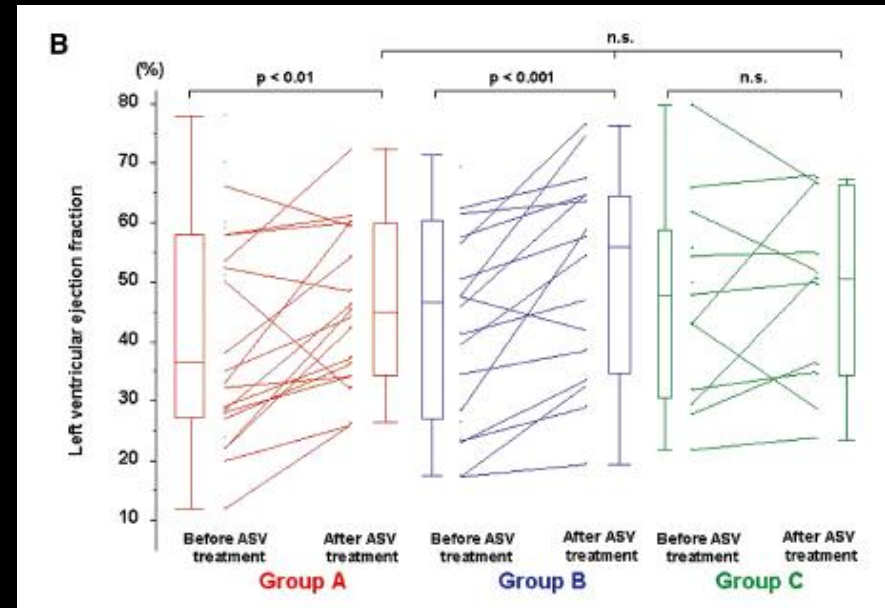 B
n.s.
(%)
p < 0.01
p < 0.001
n.s.
80
70
60
50
40
30
20
10
Left ventricular ejection fraction
Before ASV
treatment
After ASV
treatment
Before ASV
treatment
After ASV
treatment
Before ASV
treatment
After ASV
treatment
Group A
Group B
Group C